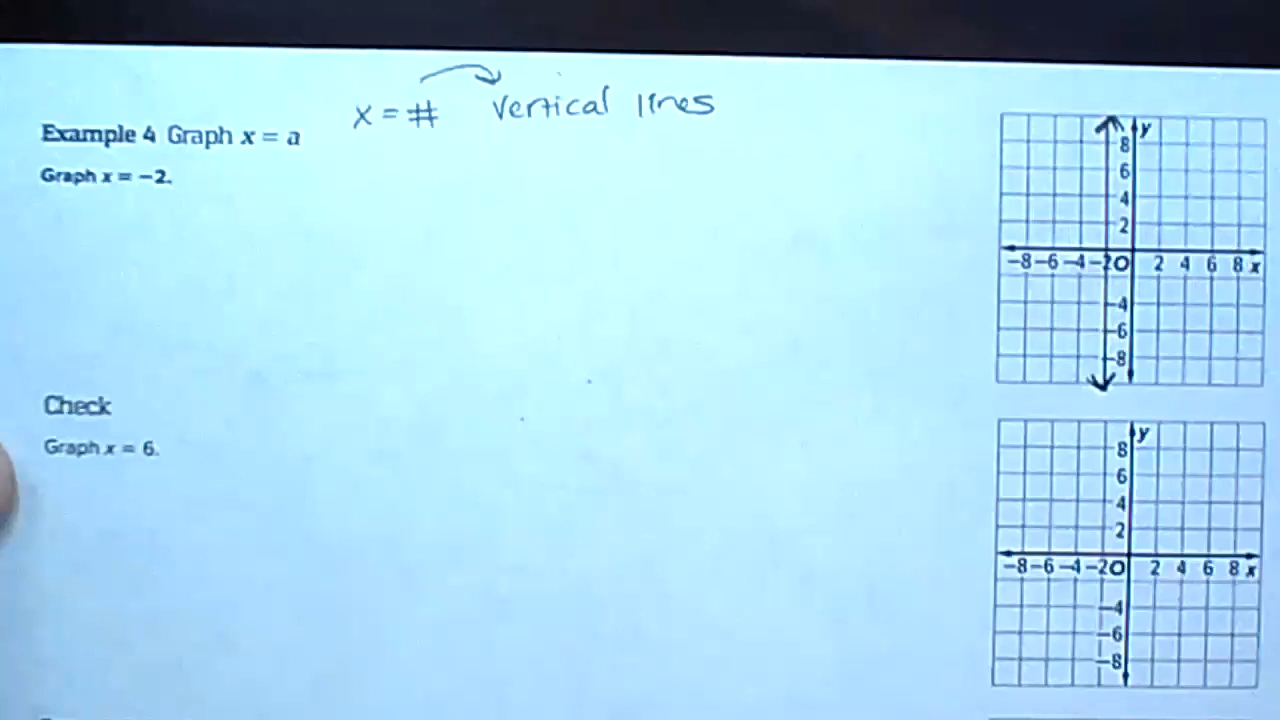 x = # vertical lines
Example 4 Graph x = a
Graph x = −2.
y
8
6
4
2
−8 −6 −4 −2 O 2 4 6 8 x
−4
−6
−8
Check
Graph x = 6.
y
8
6
4
2
−8 −6 −4 −2 O 2 4 6 8 x
−4
−6
−8